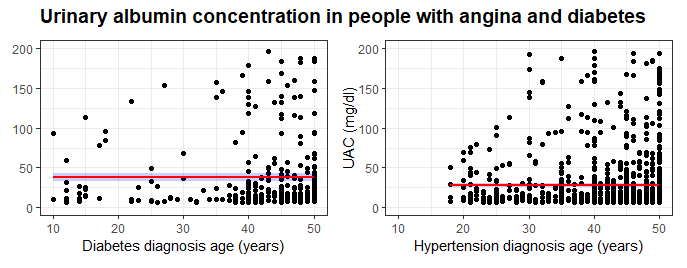 Urinary albumin concentration in people with angina and diabetes
200
150
100
50
0
10 20 30 40 50
Diabetes diagnosis age (years)
UAC (mg/dl)
200
150
100
50
0
10 20 30 40 50
Hypertension diagnosis age (years)